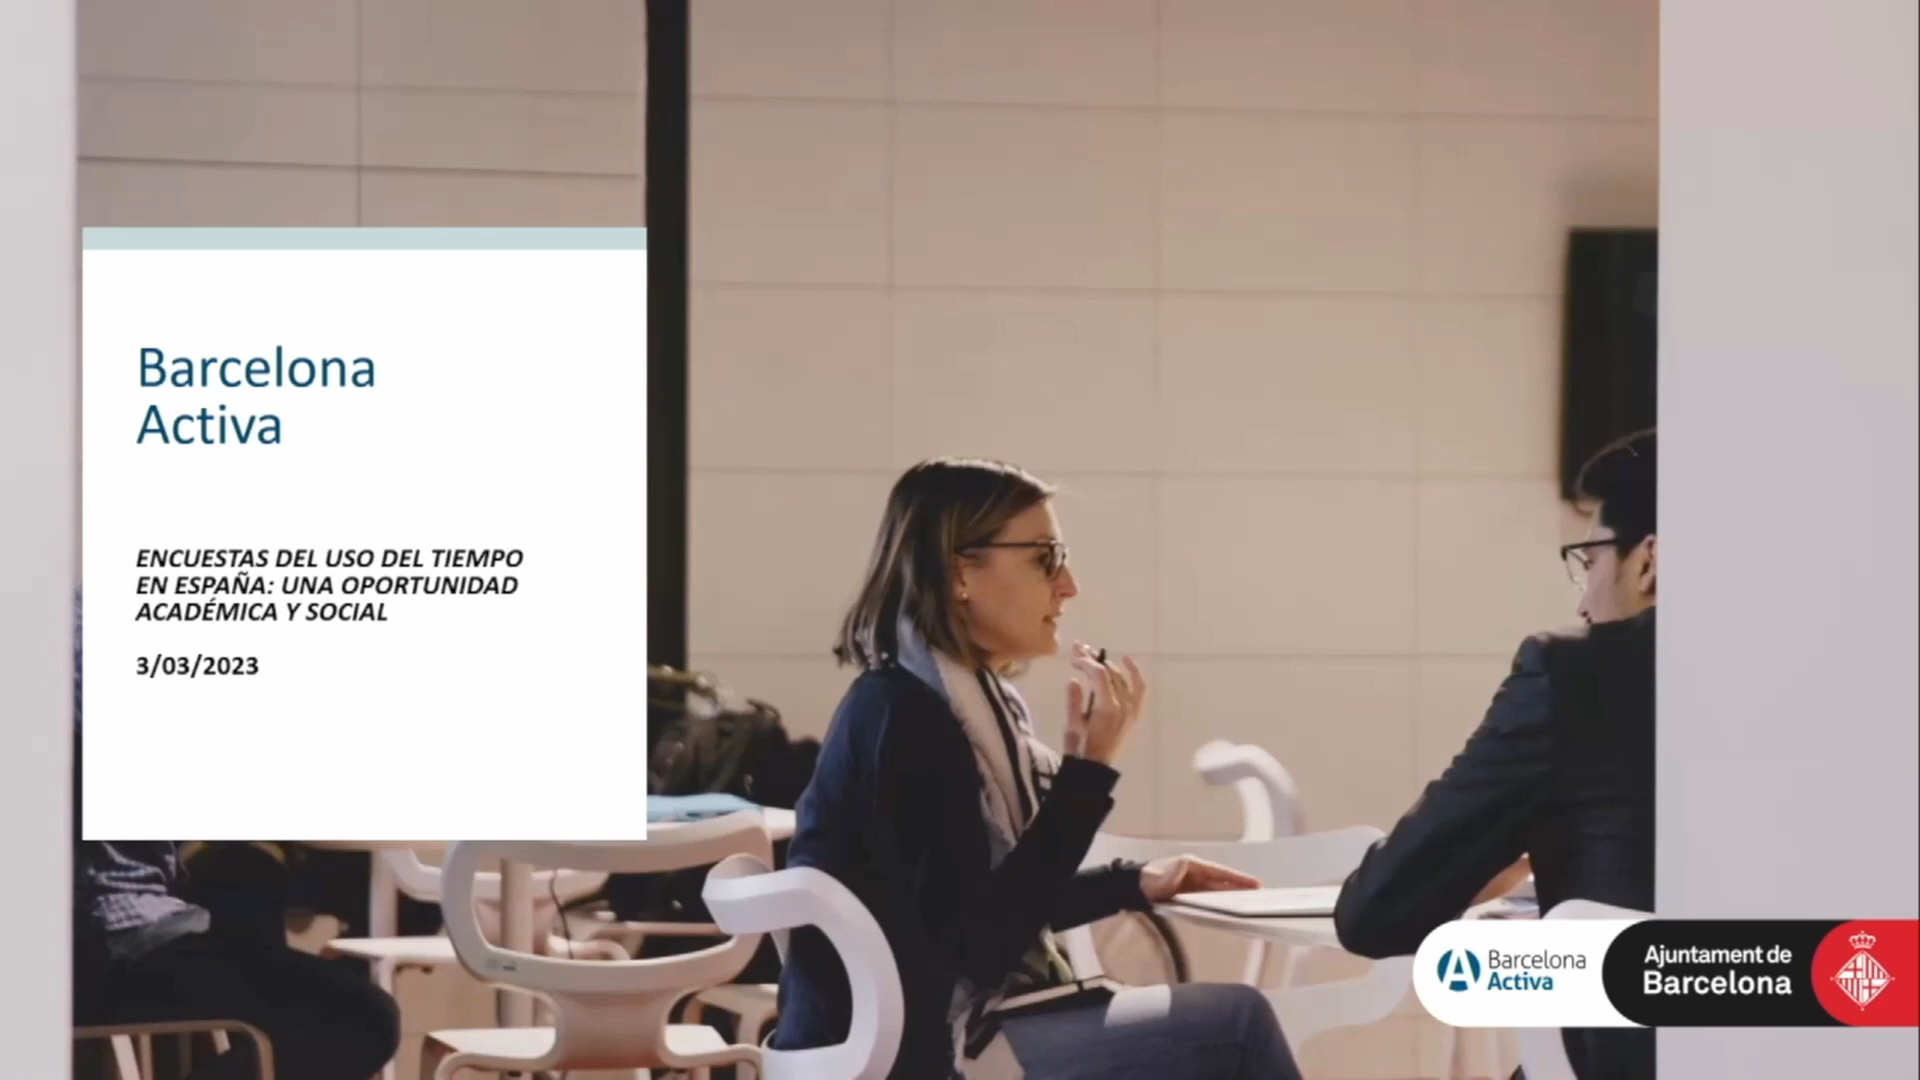 Barcelona
Activa
ENCUESTAS DEL USO DEL TIEMPO
EN ESPAÑA: UNA OPORTUNIDAD
ACADÉMICA Y SOCIAL
3/03/2023
Barcelona
Activa
Ajuntament de
Barcelona